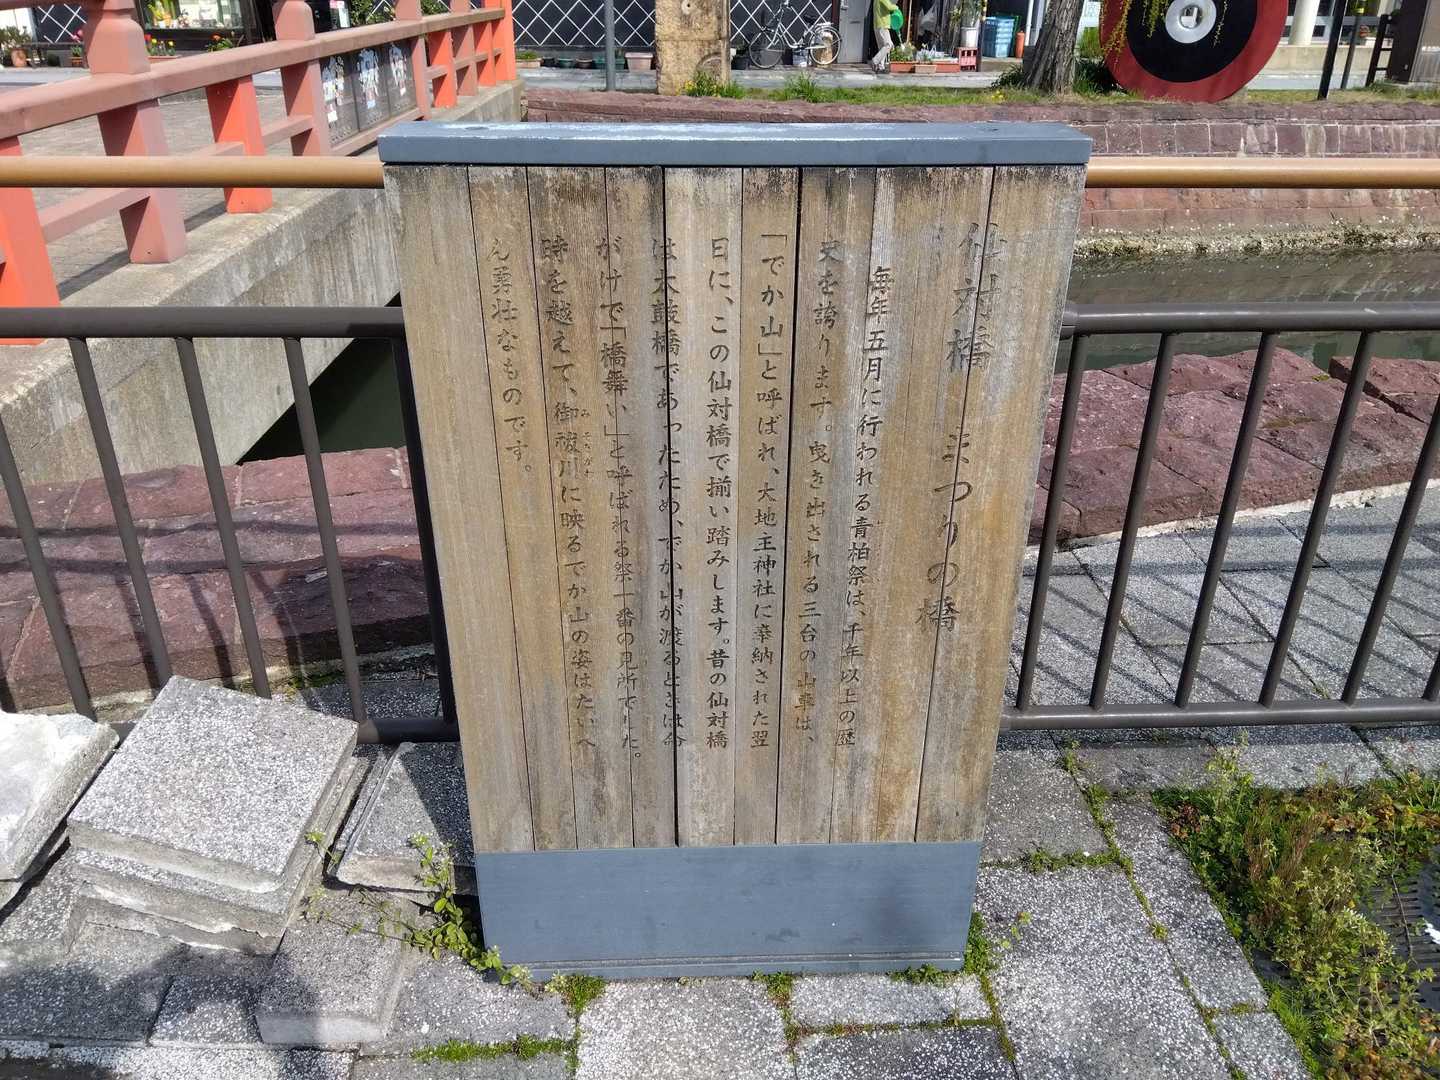 仙対橋　まつりの橋
毎年五月に行われる青柏祭は、千年以上の歴
史を誇ります。曳き出される三台の山車は、
「でか山」と呼ばれ、大地主神社に奉納された翌
日に、この仙対橋で揃い踏みします。昔の仙対橋
は太鼓橋であったため、でか山が渡るときは命
がけで「橋舞い」と呼ばれる祭一番の見所でした。
時を越えて、御祓川に映るでか山の姿はたいへ
みそぎがわ
ん勇壮なものです。